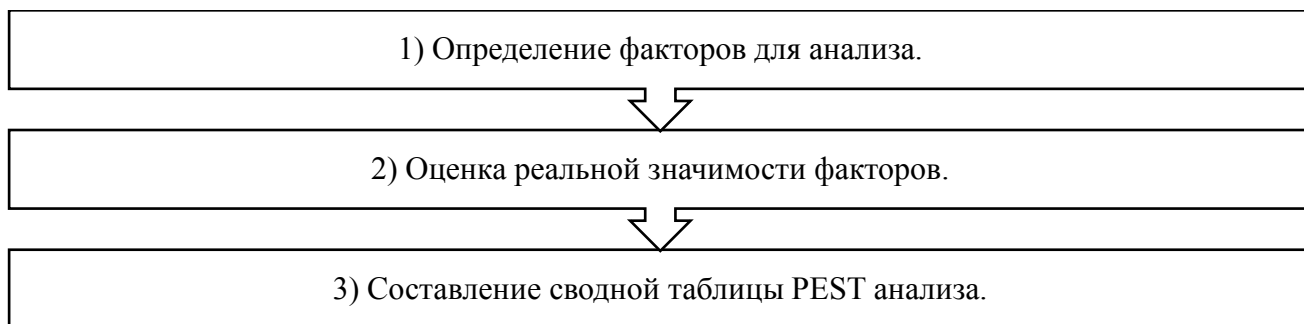 1) Определение факторов для анализа.
2) Оценка реальной значимости факторов.
3) Составление сводной таблицы PEST анализа.